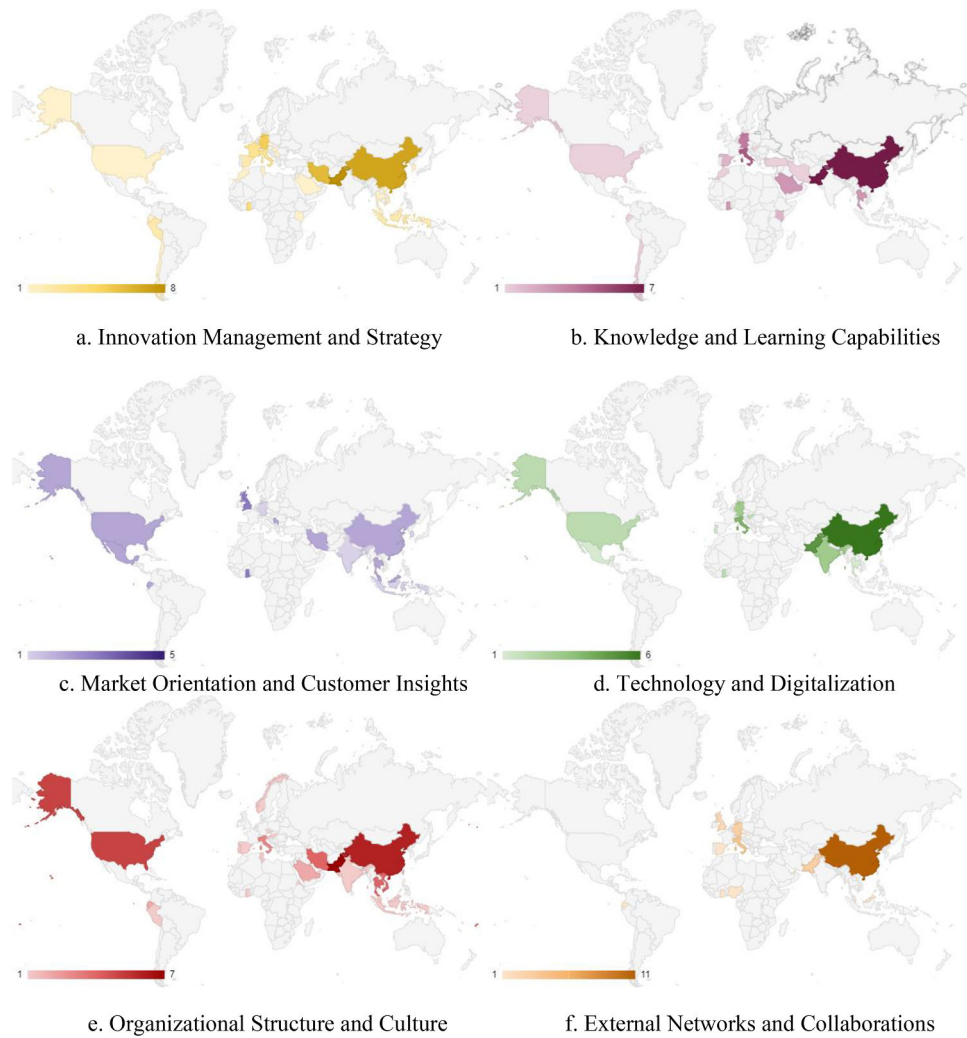 1 8 1 7
a. Innovation Management and Strategy b. Knowledge and Learning Capabilities
1 5 1 6
c. Market Orientation and Customer Insights d. Technology and Digitalization
1 7 1 11
e. Organizational Structure and Culture f. External Networks and Collaborations